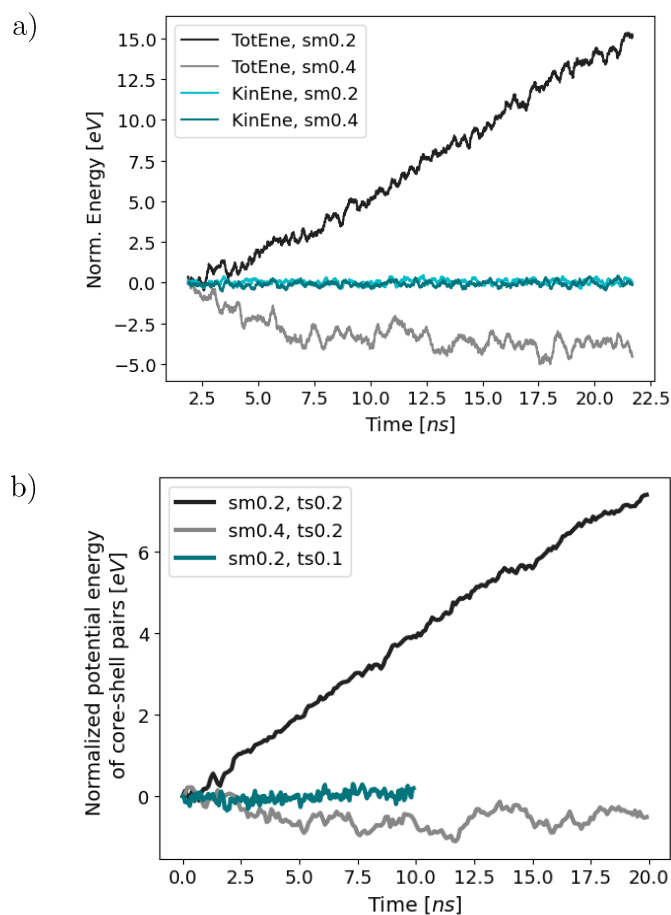 a)
15.0
12.5
10.0
7.5
5.0
2.5
0.0
−2.5
−5.0
Norm. Energy [eV]
TotEne, sm0.2
TotEne, sm0.4
KinEne, sm0.2
KinEne, sm0.4
2.5 5.0 7.5 10.0 12.5 15.0 17.5 20.0 22.5
Time [ns]
b)
6
4
2
0
Normalized potential energy
of core-shell pairs [eV]
sm0.2, ts0.2
sm0.4, ts0.2
sm0.2, ts0.1
0.0 2.5 5.0 7.5 10.0 12.5 15.0 17.5 20.0
Time [ns]